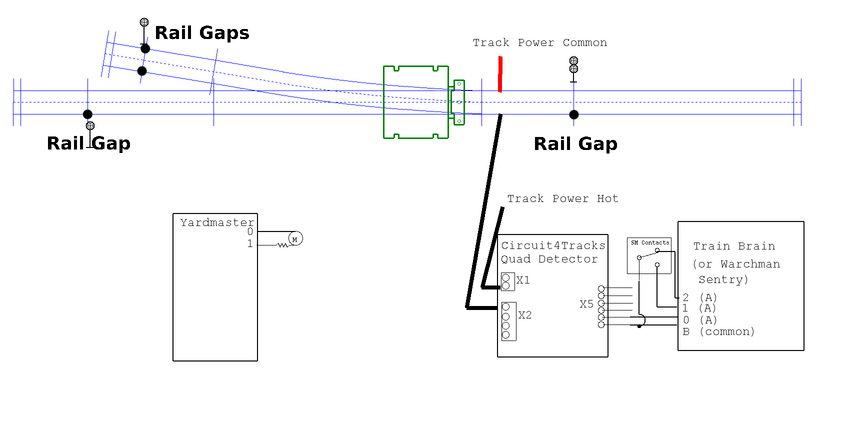 Rail Gaps
Track Power Common
Rail Gap
Rail Gap
Track Power Hot
Yardmaster
0
1
M
Circuit4Tracks
Quad Detector
X1
X2
X5
SM Contacts
Train Brain
(or Warchman
Sentry)
2 (A)
1 (A)
0 (A)
B (common)